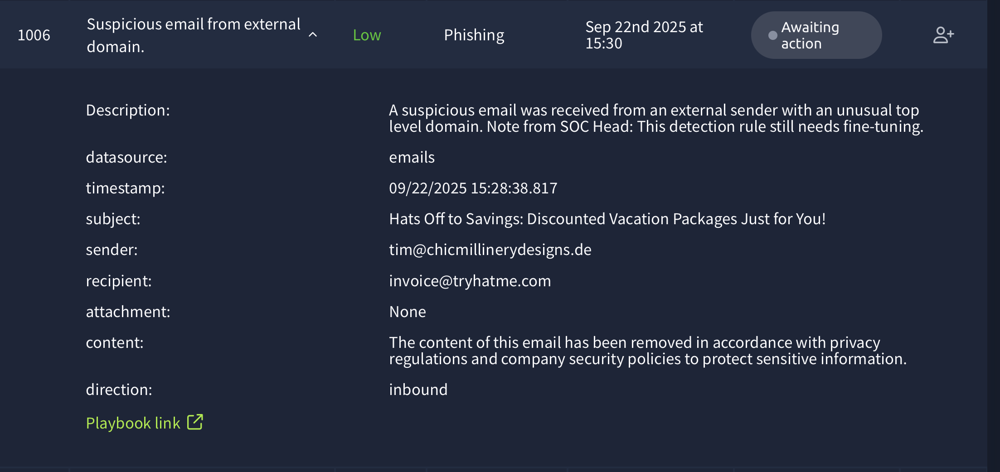 1006
Suspicious email from external
domain.
Low
Phishing
Sep 22nd 2025 at
15:30
Awaiting
action
Description:
A suspicious email was received from an external sender with an unusual top
level domain. Note from SOC Head: This detection rule still needs fine-tuning.
datasource:
emails
timestamp:
09/22/2025 15:28:38.817
subject:
Hats Off to Savings: Discounted Vacation Packages Just for You!
sender:
tim@chicmillinerydesigns.de
recipient:
invoice@tryhatme.com
attachment:
None
content:
The content of this email has been removed in accordance with privacy
regulations and company security policies to protect sensitive information.
direction:
inbound
Playbook link